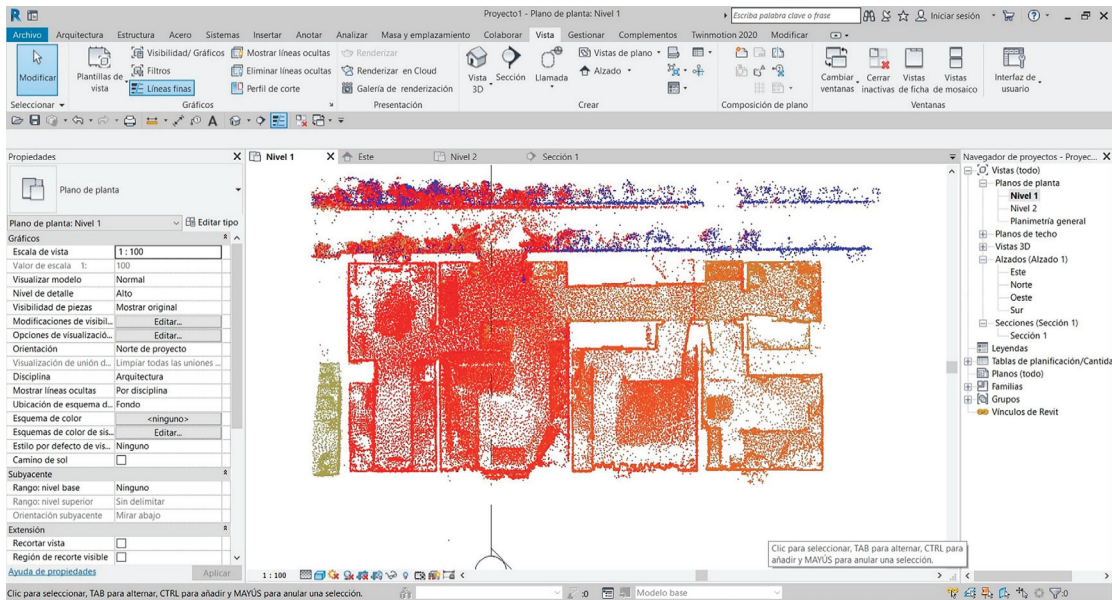 Proyecto1 - Plano de planta: Nivel 1
Escriba palabra clave o frase
Iniciar sesión
Archivo Arquitectura Estructura Acero Sistemas Insertar Anotar Analizar Masa y emplazamiento Colaborar Vista Gestionar Complementos Twinmotion 2020 Modificar
Modificar
Plantillas de vista
Visibilidad/ Gráficos
Filtros
Líneas finas
Mostrar líneas ocultas
Eliminar líneas ocultas
Perfil de corte
Renderizar
Renderizar en Cloud
Galería de renderización
Vista 3D
Sección
Llamada
Vistas de plano
Alzado
Cambiar ventanas
Cerrar inactivas
Vistas de ficha
Vistas de mosaico
Interfaz de usuario
Seleccionar
Gráficos
Presentación
Crear
Composición de plano
Ventanas
Propiedades
Plano de planta
Plano de planta: Nivel 1
Editar tipo
Gráficos
Escala de vista 1 : 100
Valor de escala 1: 100
Visualizar modelo Normal
Nivel de detalle Alto
Visibilidad de piezas Mostrar original
Modificaciones de visibil... Editar...
Opciones de visualizació... Editar...
Orientación Norte de proyecto
Visualización de unión d... Limpiar todas las uniones ...
Disciplina Arquitectura
Mostrar líneas ocultas Por disciplina
Ubicación de esquema d... Fondo
Esquema de color <ninguno>
Esquemas de color de sis... Editar...
Estilo por defecto de vis... Ninguno
Camino de sol
Subyacente
Rango: nivel base Ninguno
Rango: nivel superior Sin delimitar
Orientación subyacente Mirar abajo
Extensión
Recortar vista
Región de recorte visible
Ayuda de propiedades
Aplicar
Nivel 1
Este
Nivel 2
Sección 1
Clic para seleccionar, TAB para alternar, CTRL para
añadir y MAYÚS para anular una selección.
1 : 100
Navegador de proyectos - Proyec...
Vistas (todo)
Planos de planta
Nivel 1
Nivel 2
Planimetría general
Planos de techo
Vistas 3D
Alzados (Alzado 1)
Este
Norte
Oeste
Sur
Secciones (Sección 1)
Sección 1
Leyendas
Tablas de planificación/Cantida
Planos (todo)
Familias
Grupos
Vínculos de Revit
Clic para seleccionar, TAB para alternar, CTRL para añadir y MAYÚS para anular una selección.
:0
Modelo base
:0